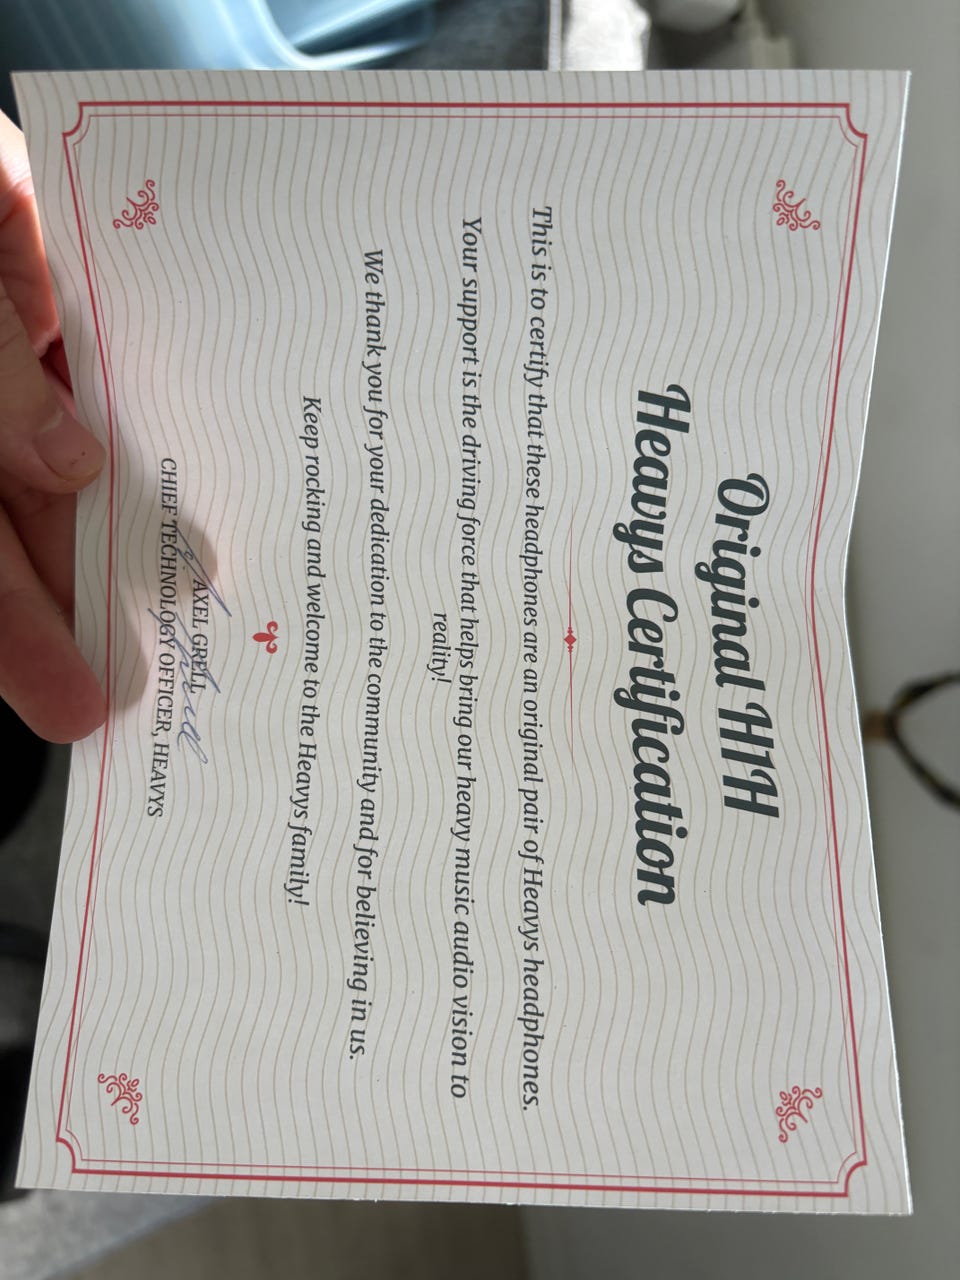 Original H1H
Heavys Certification
This is to certify that these headphones are an original pair of Heavys headphones.
Your support is the driving force that helps bring our heavy music audio vision to
reality!
We thank you for your dedication to the community and for believing in us.
Keep rocking and welcome to the Heavys family!
AXEL GRELL
CHIEF TECHNOLOGY OFFICER, HEAVYS